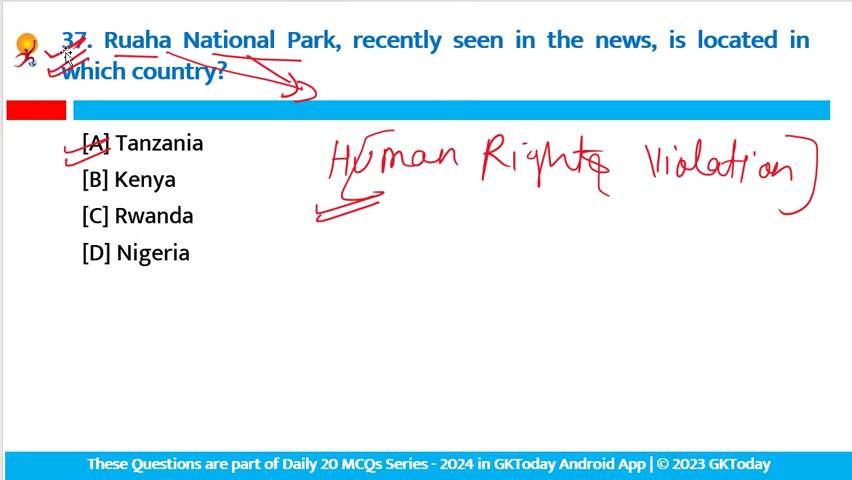 37. Ruaha National Park, recently seen in the news, is located in
which country?
[A] Tanzania
Human Rights Violation
[B] Kenya
[C] Rwanda
[D] Nigeria
These Questions are part of Daily 20 MCQs Series - 2024 in GKToday Android App | © 2023 GKToday